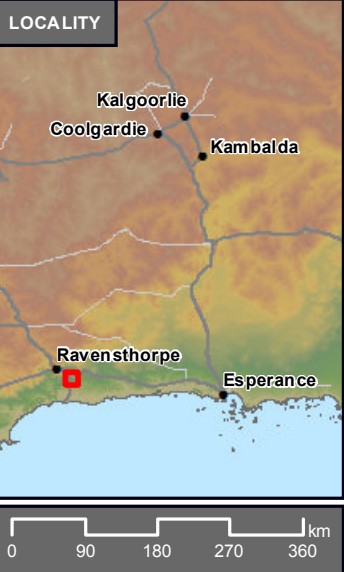 LOCALITY
Kalgoorlie
Coolgardie
Kambalda
Ravensthorpe
Esperance
km
0 90 180 270 360